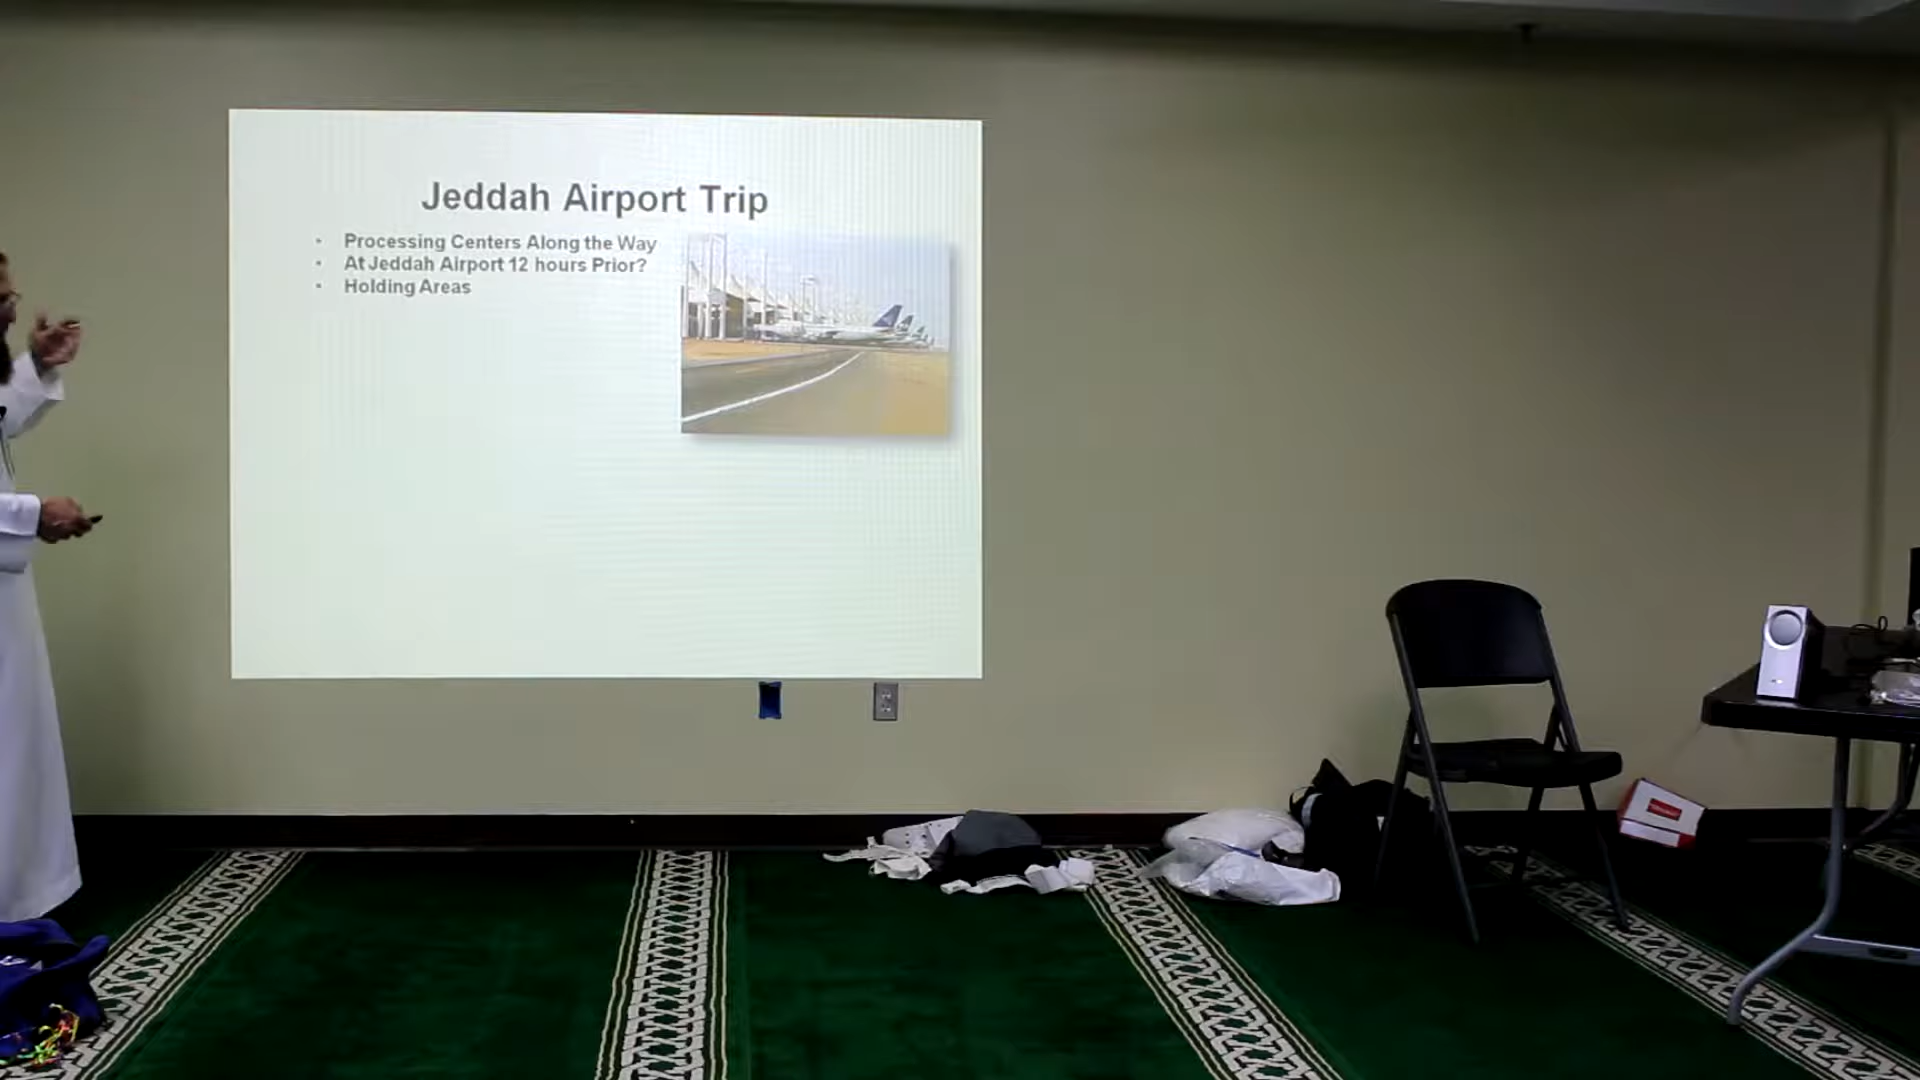 Jeddah Airport Trip
• Processing Centers Along the Way
• At Jeddah Airport 12 hours Prior?
• Holding Areas